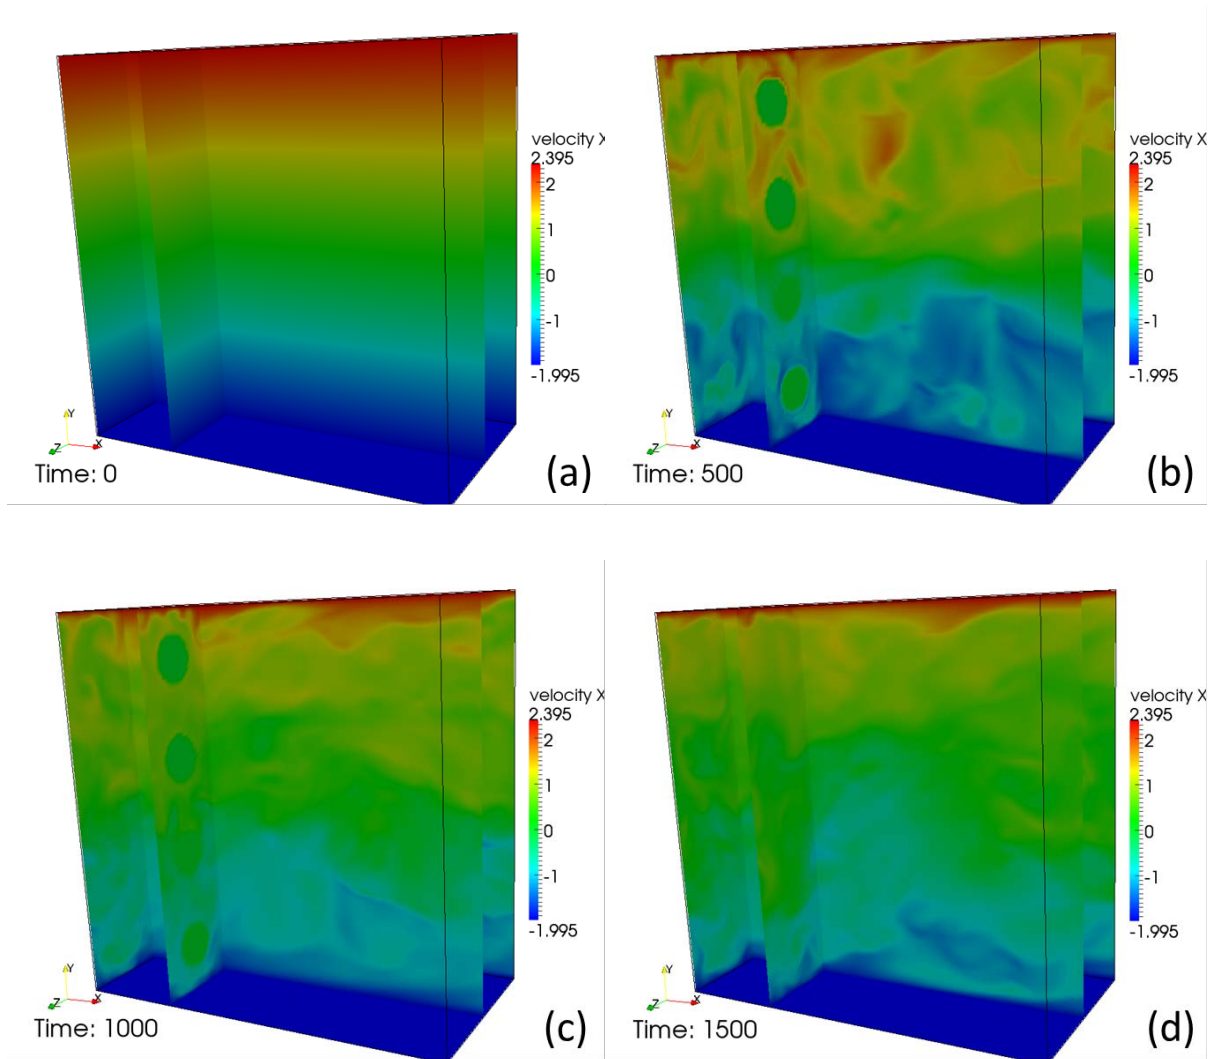 velocity X
2.395
2
1
0
-1
-1.995
Y
Z
X
Time: 0
(a)
velocity X
2.395
2
1
0
-1
-1.995
Y
Z
X
Time: 500
(b)
velocity X
2.395
2
1
0
-1
-1.995
Y
Z
X
Time: 1000
(c)
velocity X
2.395
2
1
0
-1
-1.995
Y
Z
X
Time: 1500
(d)